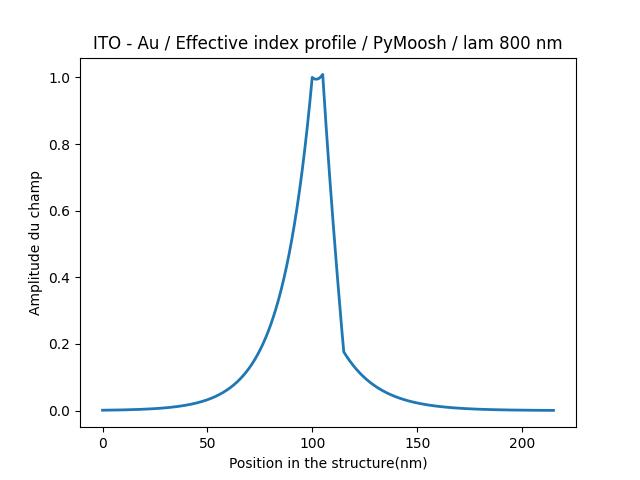 ITO - Au / Effective index profile / PyMoosh / lam 800 nm
1.0
0.8
0.6
0.4
0.2
0.0
Amplitude du champ
0 50 100 150 200
Position in the structure(nm)